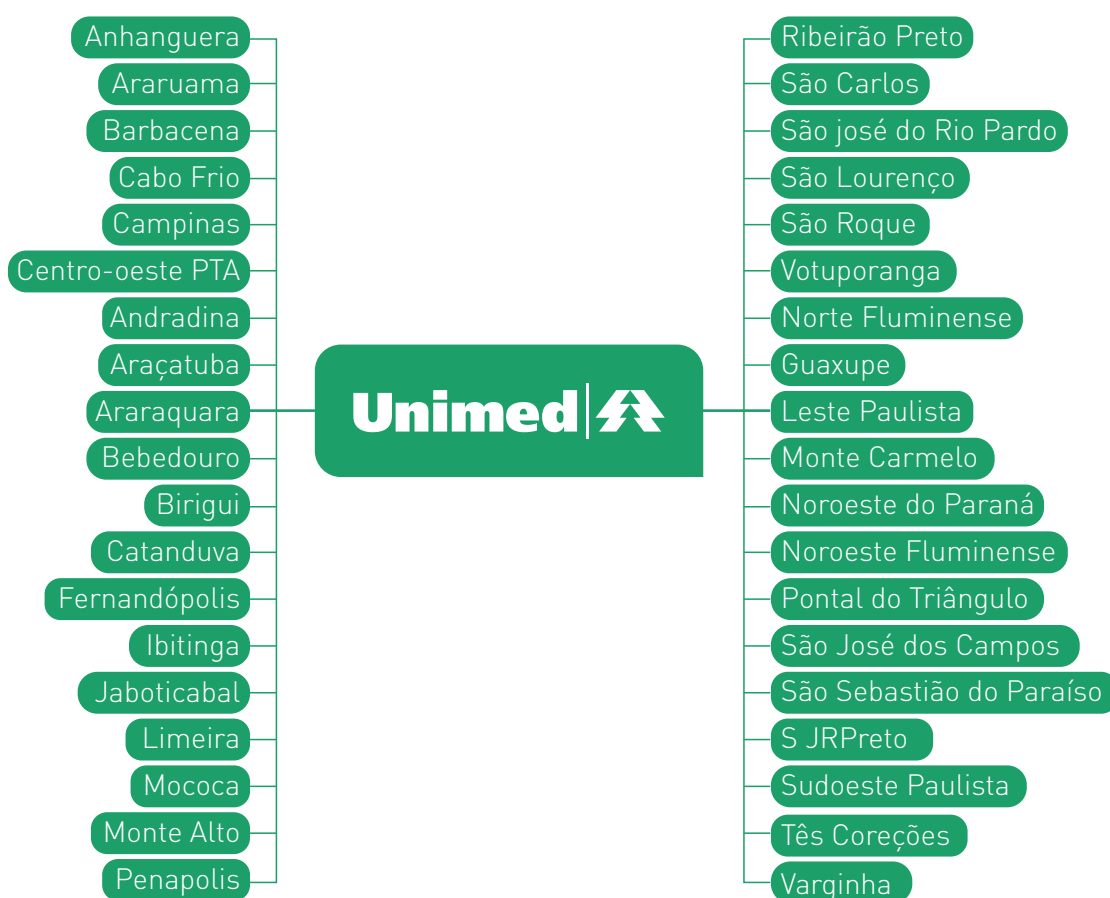 Anhanguera
Araruama
Barbacena
Cabo Frio
Campinas
Centro-oeste PTA
Andradina
Araçatuba
Araraquara
Bebedouro
Birigui
Catanduva
Fernandópolis
Ibitinga
Jaboticabal
Limeira
Mococa
Monte Alto
Penapolis
Unimed
Ribeirão Preto
São Carlos
São josé do Rio Pardo
São Lourenço
São Roque
Votuporanga
Norte Fluminense
Guaxupe
Leste Paulista
Monte Carmelo
Noroeste do Paraná
Noroeste Fluminense
Pontal do Triângulo
São José dos Campos
São Sebastião do Paraíso
S JRPreto
Sudoeste Paulista
Tês Coreções
Varginha